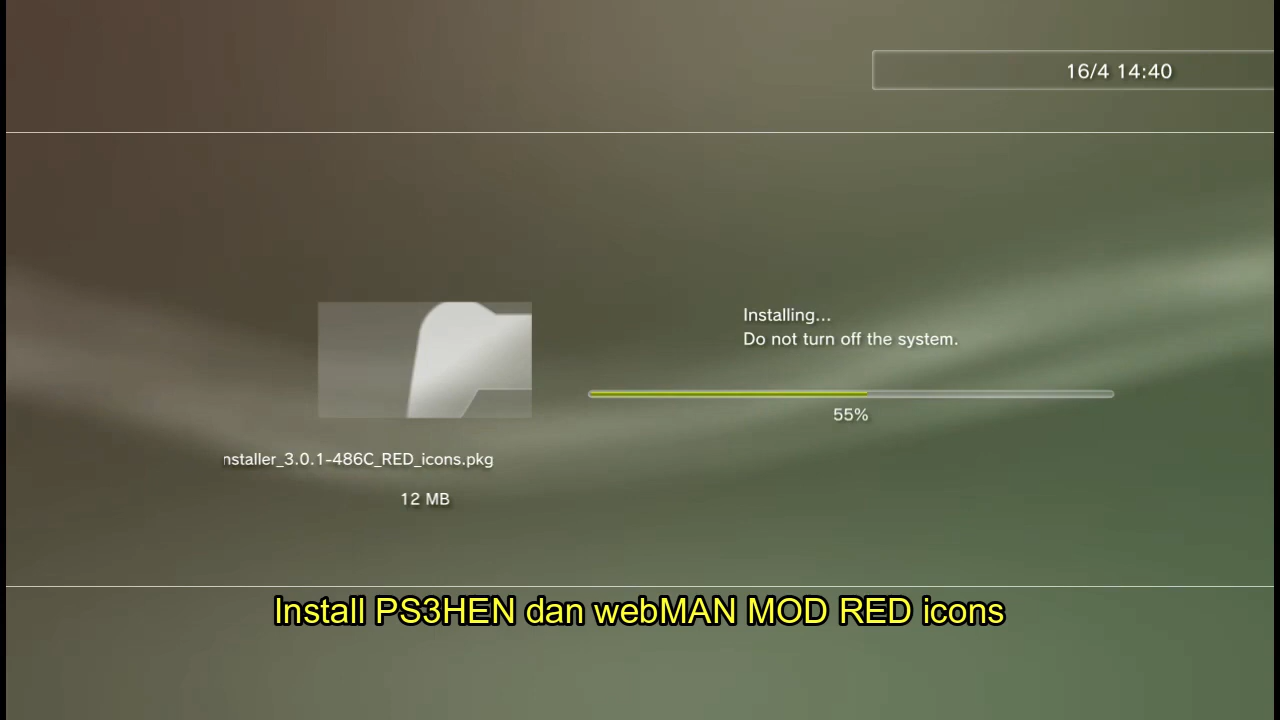 16/4 14:40
Installing...
Do not turn off the system.
55%
nstaller_3.0.1-486C_RED_icons.pkg
12 MB
Install PS3HEN dan webMAN MOD RED icons